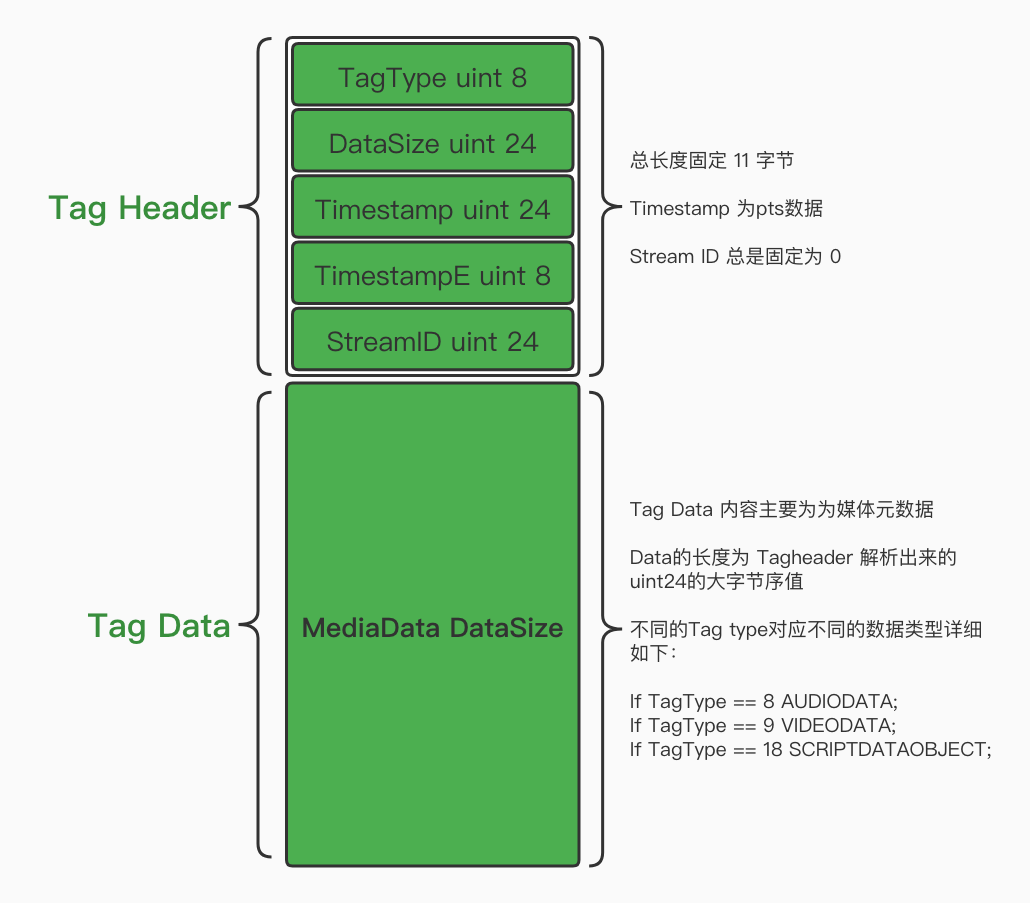 Tag Header
TagType uint 8
DataSize uint 24
Timestamp uint 24
TimestampE uint 8
StreamID uint 24
总长度固定 11 字节
Timestamp 为pts数据
Stream ID 总是固定为 0
Tag Data
MediaData DataSize
Tag Data 内容主要为为媒体元数据
Data的长度为 Tagheader 解析出来的
uint24的大字节序值
不同的Tag type对应不同的数据类型详细
如下：
If TagType == 8 AUDIODATA;
If TagType == 9 VIDEODATA;
If TagType == 18 SCRIPTDATAOBJECT;